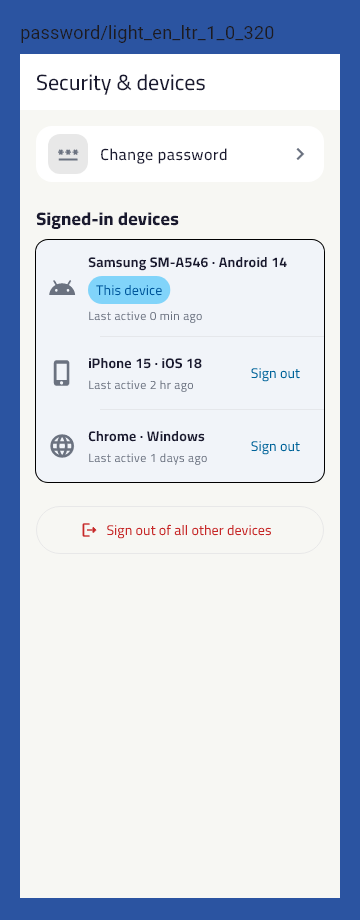 password/light_en_ltr_1_0_320
Security & devices
Change password
Signed-in devices
Samsung SM-A546 · Android 14
This device
Last active 0 min ago
iPhone 15 · iOS 18
Sign out
Last active 2 hr ago
Chrome · Windows
Sign out
Last active 1 days ago
Sign out of all other devices